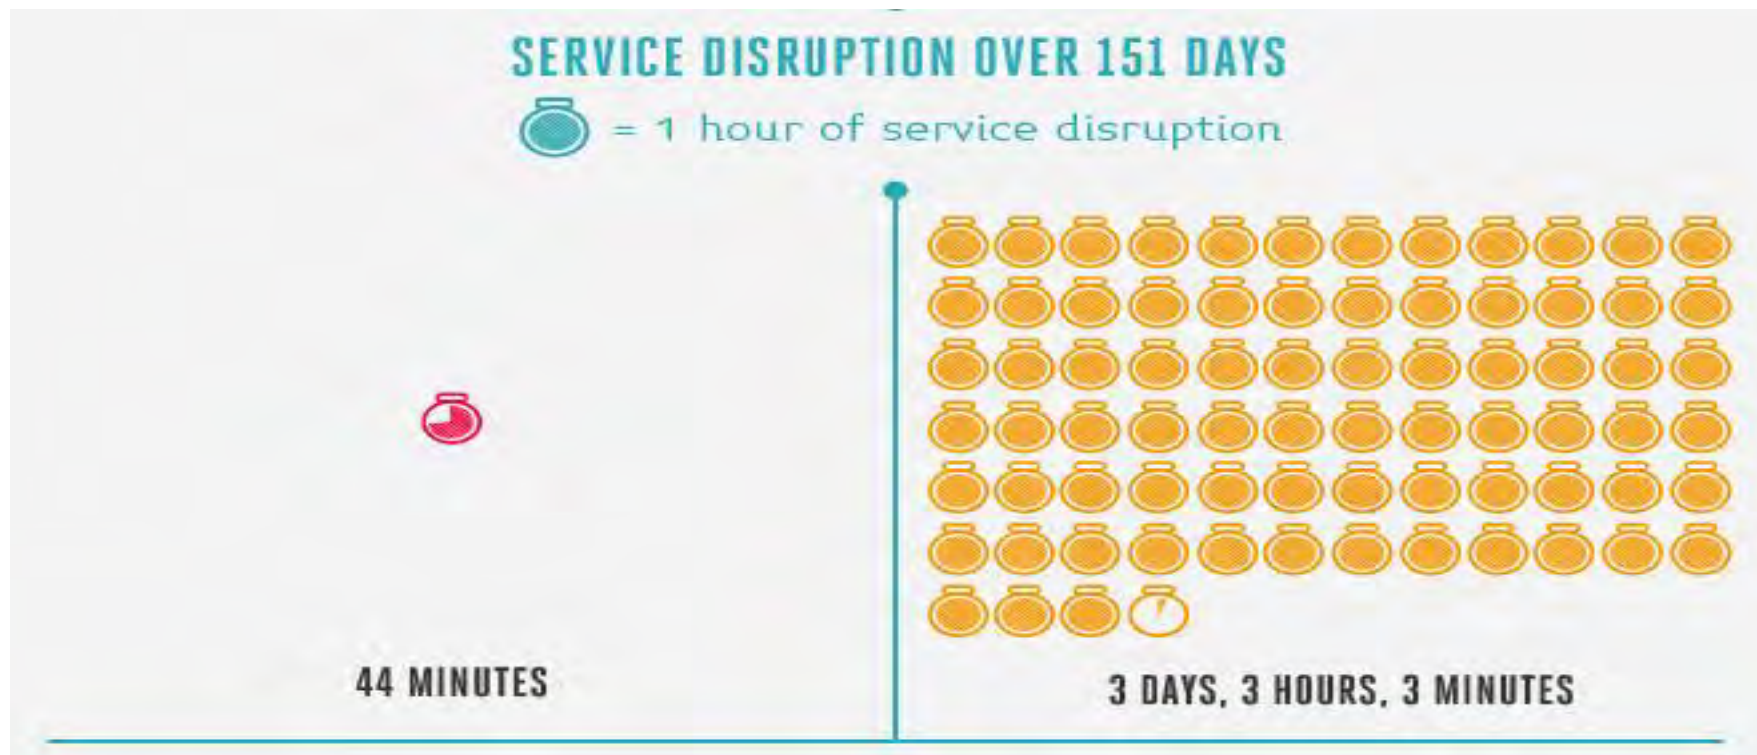 SERVICE DISRUPTION OVER 151 DAYS
= 1 hour of service disruption
44 MINUTES
3 DAYS, 3 HOURS, 3 MINUTES